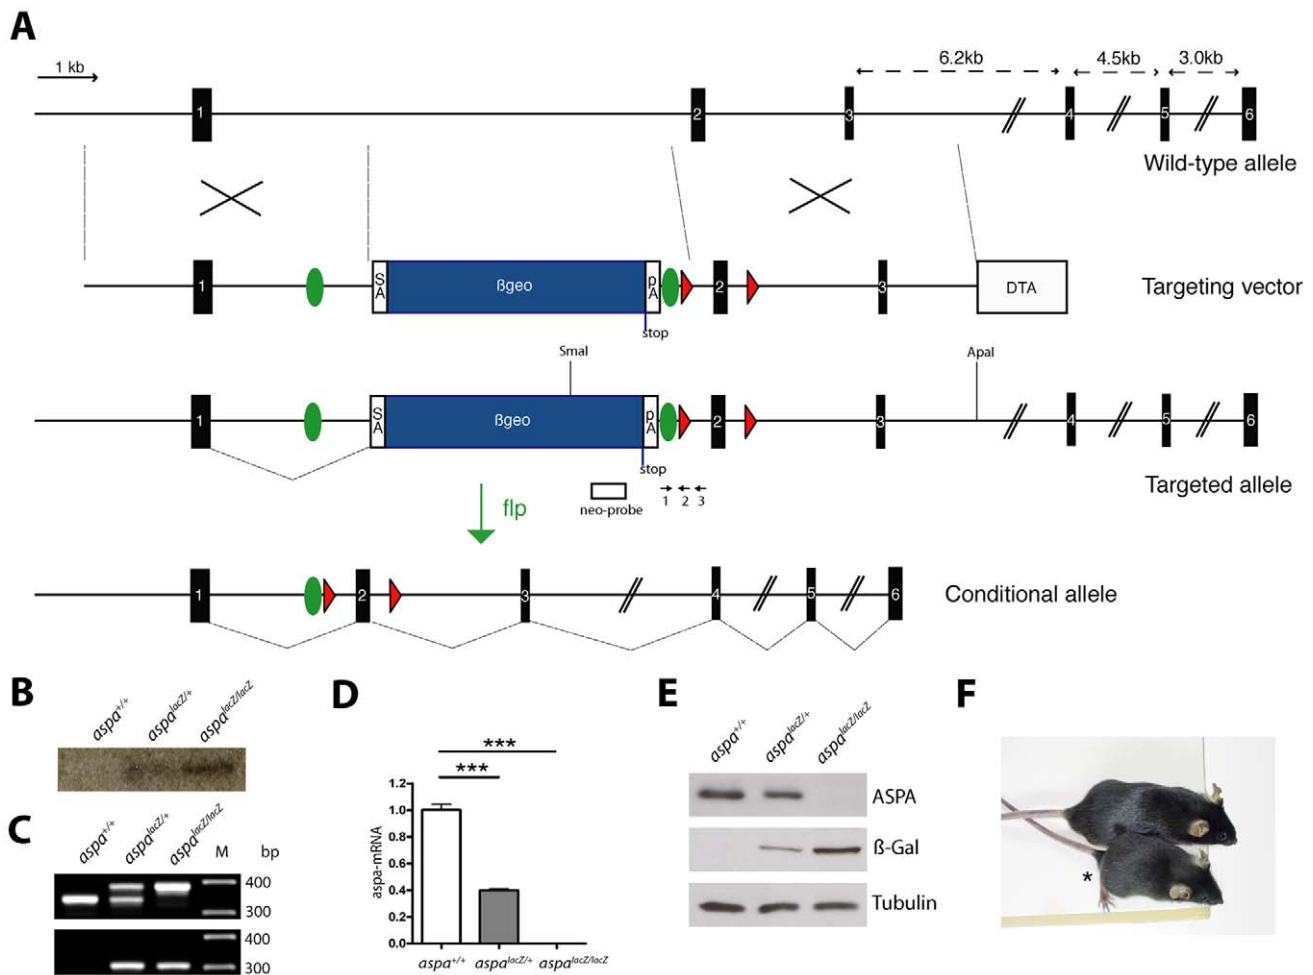 A
1 kb
6.2kb
4.5kb
3.0kb
1
2
3
4
5
6
Wild-type allele
1
SA
ßgeo
pA
2
3
DTA
Targeting vector
stop
SmaI
ApaI
1
SA
ßgeo
pA
2
3
4
5
6
stop
Targeted allele
neo-probe
1 2 3
flp
1
2
3
4
5
6
Conditional allele
B
aspa+/+
aspalacZ/+
aspalacZ/lacZ
C
aspa+/+
aspalacZ/+
aspalacZ/lacZ
M
bp
400
300
400
300
D
***
***
1.2
1.0
0.8
0.6
0.4
0.2
0.0
aspa-mRNA
aspa+/+
aspalacZ/+
aspalacZ/lacZ
E
aspa+/+
aspalacZ/+
aspalacZ/lacZ
ASPA
ß-Gal
Tubulin
F
*